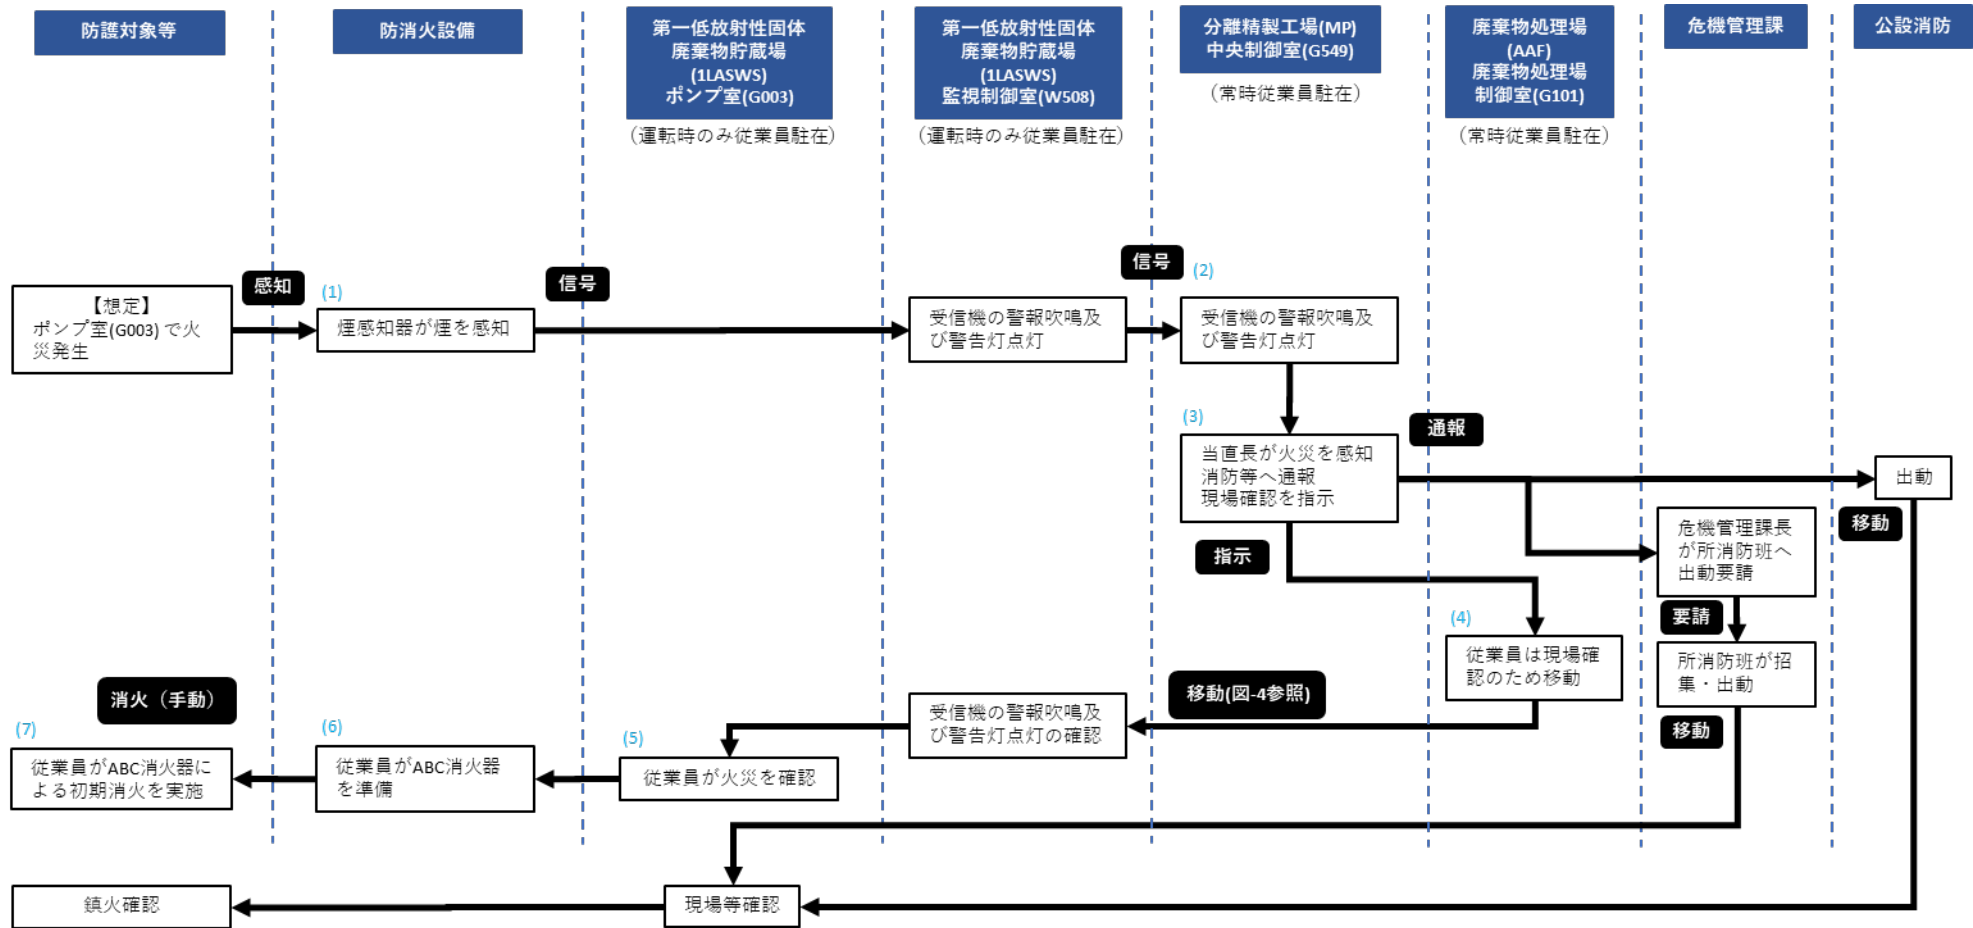 防護対象等
防消火設備
第一低放射性固体
廃棄物貯蔵場
(1LASWS)
ポンプ室(G003)
（運転時のみ従業員駐在）
第一低放射性固体
廃棄物貯蔵場
(1LASWS)
監視制御室(W508)
（運転時のみ従業員駐在）
分離精製工場(MP)
中央制御室(G549)
（常時従業員駐在）
廃棄物処理場
(AAF)
廃棄物処理場
制御室(G101)
（常時従業員駐在）
危機管理課
公設消防
【想定】
ポンプ室(G003) で火
災発生
感知
(1)
煙感知器が煙を感知
信号
受信機の警報吹鳴及
び警告灯点灯
信号
(2)
受信機の警報吹鳴及
び警告灯点灯
(3)
当直長が火災を感知
消防等へ通報
現場確認を指示
通報
出動
移動
危機管理課長
が所消防班へ
出動要請
指示
要請
(4)
従業員は現場確
認のため移動
所消防班が招
集・出動
移動
移動(図-4参照)
受信機の警報吹鳴及
び警告灯点灯の確認
(5)
従業員が火災を確認
(6)
従業員がABC消火器
を準備
消火（手動）
(7)
従業員がABC消火器に
よる初期消火を実施
現場等確認
鎮火確認